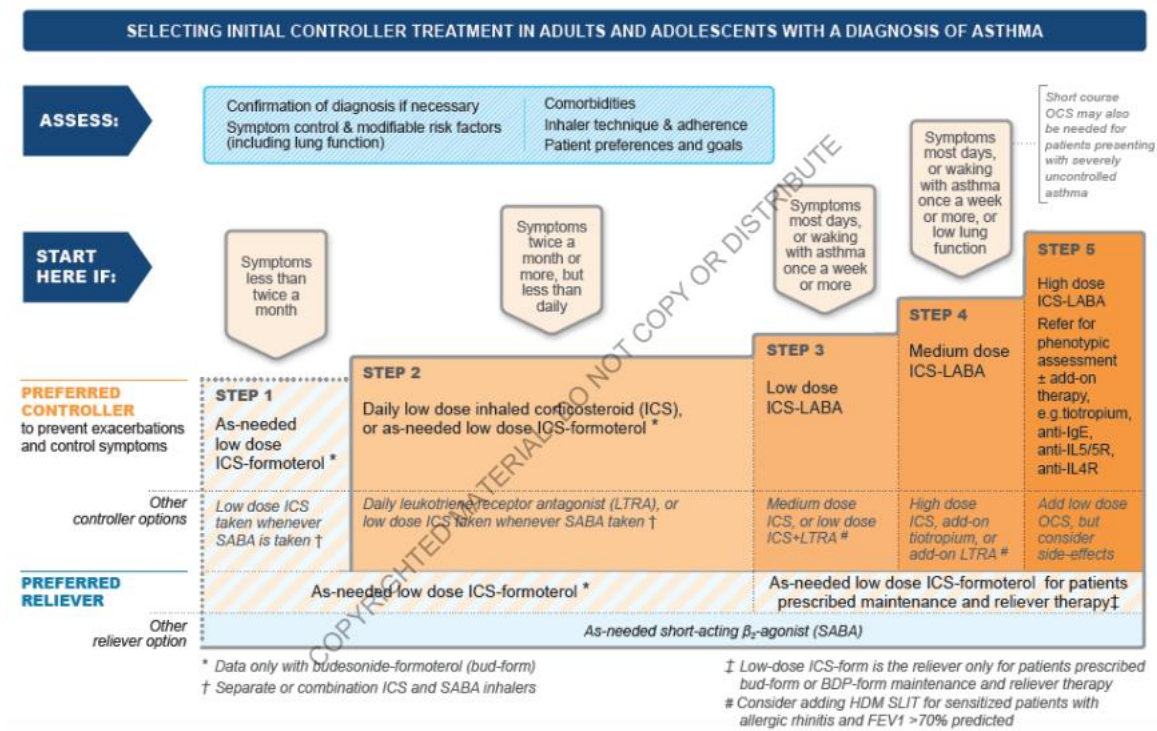 SELECTING INITIAL CONTROLLER TREATMENT IN ADULTS AND ADOLESCENTS WITH A DIAGNOSIS OF ASTHMA
ASSESS:
Confirmation of diagnosis if necessary
Symptom control & modifiable risk factors
(including lung function)
Comorbidities
Inhaler technique & adherence
Patient preferences and goals
Short course
OCS may also
be needed for
patients presenting
with severely
uncontrolled
asthma
START
HERE IF:
Symptoms
less than
twice a
month
Symptoms
twice a
month or
more, but
less than
daily
Symptoms
most days,
or waking
with asthma
once a week
or more
Symptoms
most days,
or waking
with asthma
once a week
or more, or
low lung
function
PREFERRED
CONTROLLER
to prevent exacerbations
and control symptoms
STEP 1
As-needed
low dose
ICS-formoterol *
STEP 2
Daily low dose inhaled corticosteroid (ICS),
or as-needed low dose ICS-formoterol *
STEP 3
Low dose
ICS-LABA
STEP 4
Medium dose
ICS-LABA
STEP 5
High dose
ICS-LABA
Refer for
phenotypic
assessment
± add-on
therapy,
e.g.tiotropium,
anti-IgE,
anti-IL5/5R,
anti-IL4R
Other
controller options
Low dose ICS
taken whenever
SABA is taken †
Daily leukotriene receptor antagonist (LTRA), or
low dose ICS taken whenever SABA taken †
Medium dose
ICS, or low dose
ICS+LTRA #
High dose
ICS, add-on
tiotropium, or
add-on LTRA #
Add low dose
OCS, but
consider
side-effects
PREFERRED
RELIEVER
As-needed low dose ICS-formoterol *
As-needed low dose ICS-formoterol for patients
prescribed maintenance and reliever therapy‡
Other
reliever option
As-needed short-acting β₂-agonist (SABA)
* Data only with budesonide-formoterol (bud-form)
† Separate or combination ICS and SABA inhalers
‡ Low-dose ICS-form is the reliever only for patients prescribed
bud-form or BDP-form maintenance and reliever therapy
# Consider adding HDM SLIT for sensitized patients with
allergic rhinitis and FEV1 >70% predicted
COPYRIGHTED MATERIAL- DO NOT COPY OR DISTRIBUTE